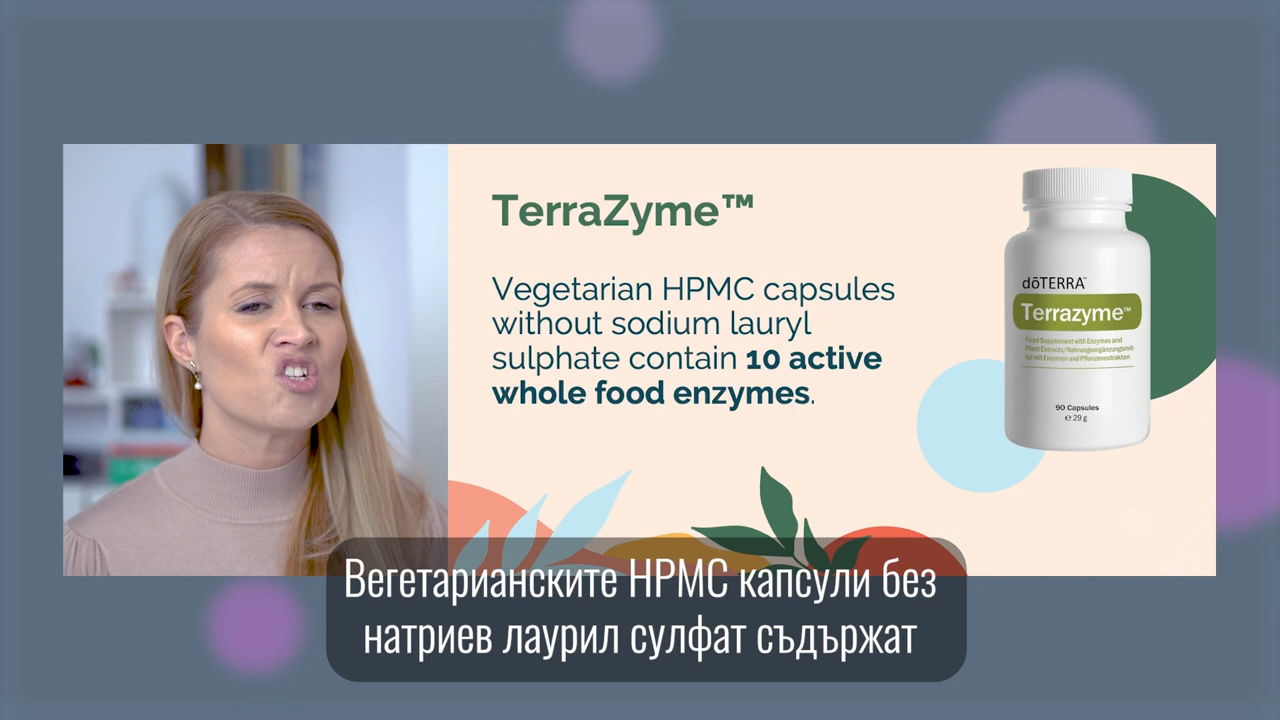 TerraZyme™
Vegetarian HPMC capsules
without sodium lauryl
sulphate contain 10 active
whole food enzymes.
dōTERRA™
Terrazyme™
Food Supplement with Enzymes and
Plant Extracts/Nahrungsergänzungsmit-
tel mit Enzymen und Pflanzenextrakten
90 Capsules
℮ 29 g
Вегетарианските HPMC капсули без
натриев лаурил сулфат съдържат